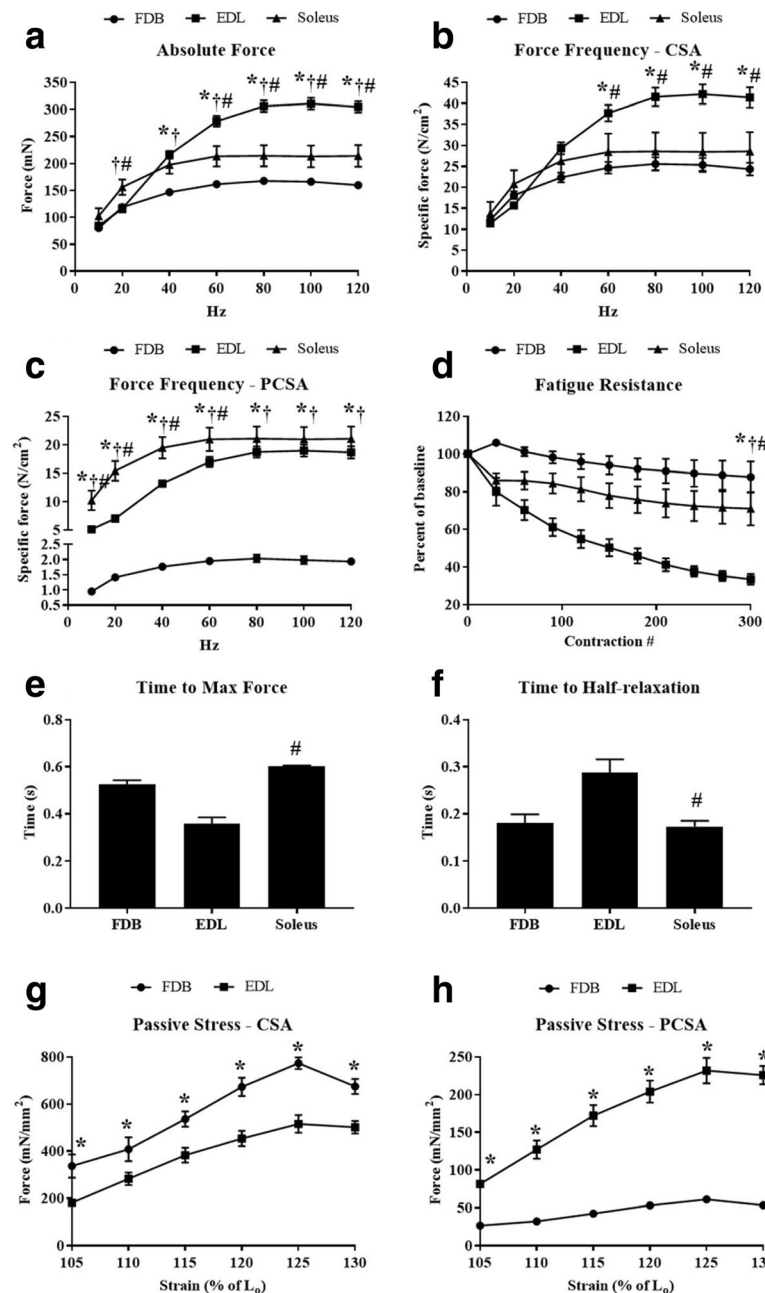 FDB EDL Soleus
a
Absolute Force
Force (mN)
350
300
250
200
150
100
50
0
†#
*†
*†#
*†#
*†#
*†#
0 20 40 60 80 100 120
Hz
FDB EDL Soleus
b
Force Frequency - CSA
Specific force (N/cm²)
45
40
35
30
25
20
15
10
5
0
*#
*#
*#
*#
0 20 40 60 80 100 120
Hz
FDB EDL Soleus
c
Force Frequency - PCSA
Specific force (N/cm²)
25
20
15
10
5
2.0
1.5
1.0
0.5
*†#
*†#
*†#
*†#
*†
*†
*†
0 20 40 60 80 100 120
Hz
FDB EDL Soleus
d
Fatigue Resistance
Percent of baseline
120
100
80
60
40
20
*†#
0 100 200 300
Contraction #
e
Time to Max Force
Time (s)
0.8
0.6
0.4
0.2
0.0
#
FDB EDL Soleus
f
Time to Half-relaxation
Time (s)
0.4
0.3
0.2
0.1
0.0
#
FDB EDL Soleus
g
FDB EDL
Passive Stress - CSA
Force (mN/mm²)
800
600
400
200
0
* * * * * *
105 110 115 120 125 130
Strain (% of Lo)
h
FDB EDL
Passive Stress - PCSA
Force (mN/mm²)
250
200
150
100
50
0
* * * * * *
105 110 115 120 125
Strain (% of Lo)